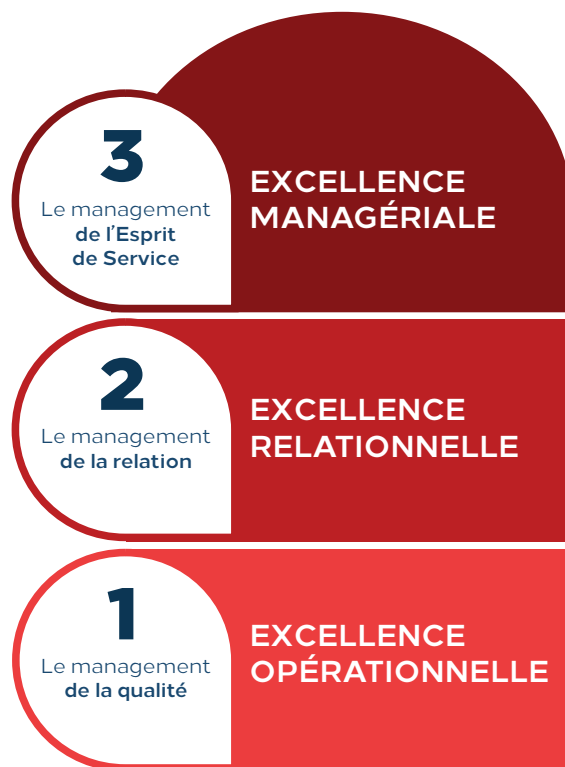 3
Le management
de l'Esprit
de Service
EXCELLENCE
MANAGÉRIALE
2
Le management
de la relation
EXCELLENCE
RELATIONNELLE
1
Le management
de la qualité
EXCELLENCE
OPÉRATIONNELLE